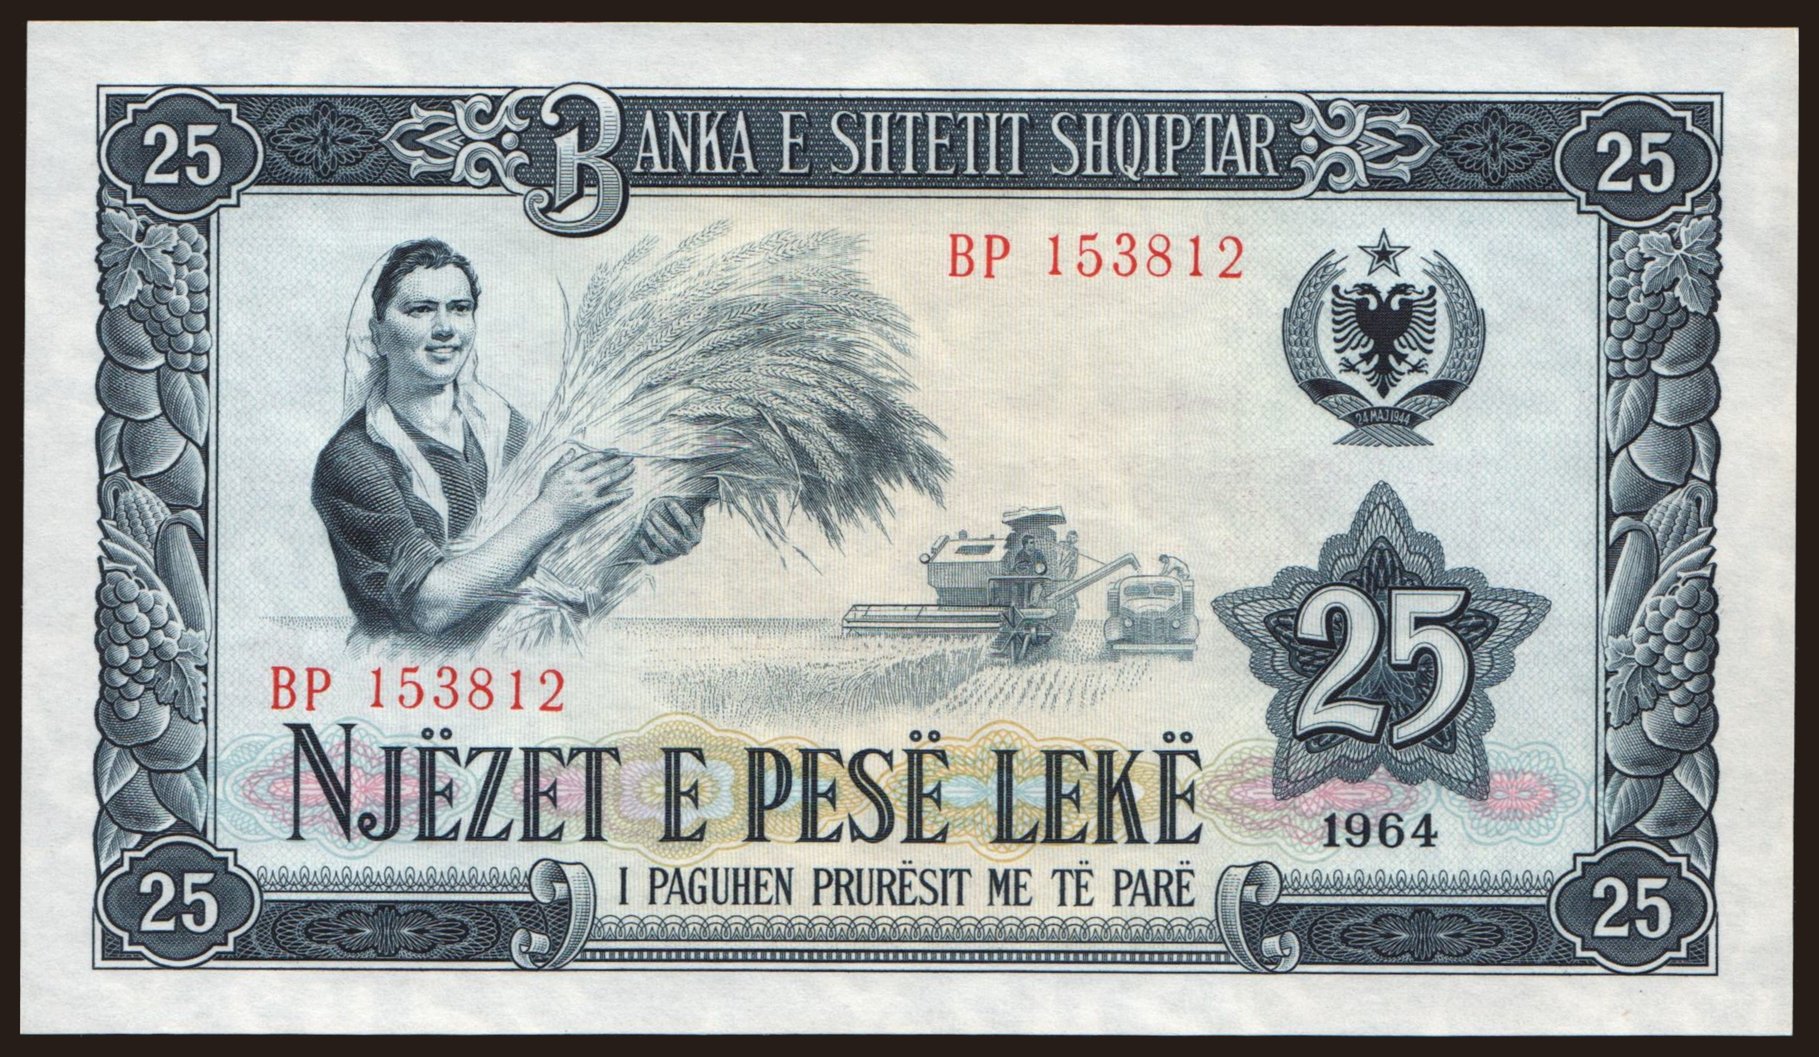 25
BANKA E SHTETIT SHQIPTAR
25
BP 153812
24 MAJ 1944
25
BP 153812
NJËZET E PESË LEKË
1964
25
I PAGUHEN PRURËSIT ME TË PARË
25